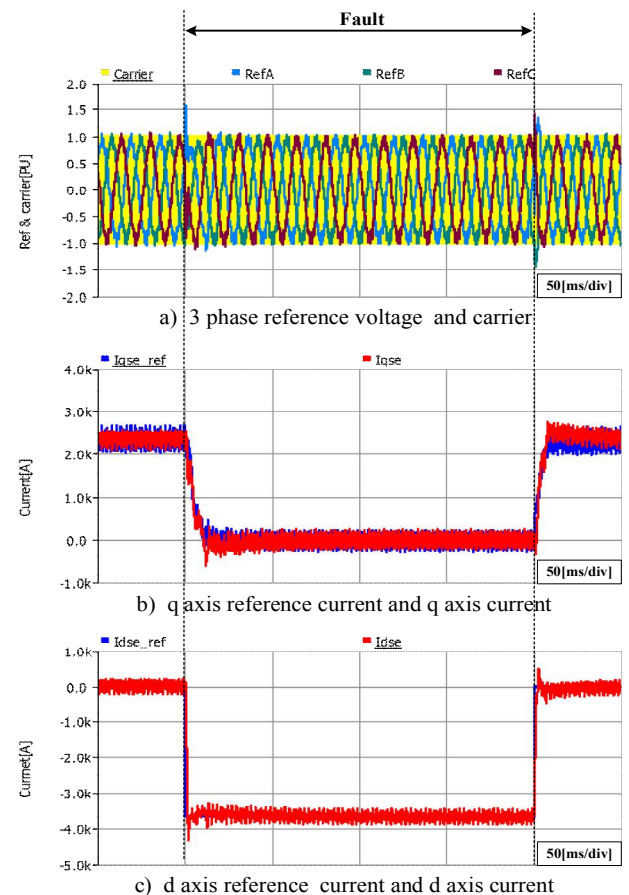 Fault
Carrier RefA RefB RefC
2.0
1.5
1.0
0.5
0.0
-0.5
-1.0
-1.5
-2.0
Ref & carrier[PU]
50[ms/div]
a) 3 phase reference voltage and carrier
Iqse_ref Iqse
4.0k
3.0k
2.0k
1.0k
0.0
-1.0k
Current[A]
50[ms/div]
b) q axis reference current and q axis current
Idse_ref Idse
1.0k
0.0
-1.0k
-2.0k
-3.0k
-4.0k
-5.0k
Currnet[A]
50[ms/div]
c) d axis reference current and d axis current